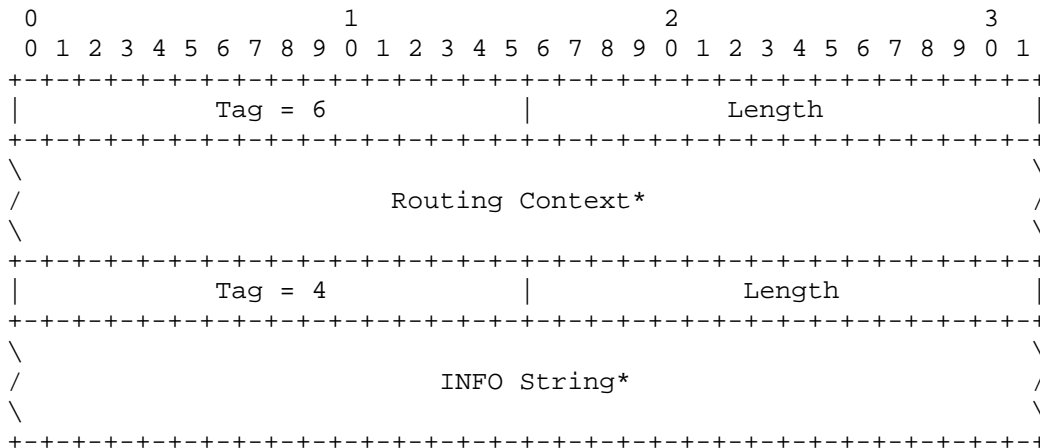 0                   1                   2                   3
 0 1 2 3 4 5 6 7 8 9 0 1 2 3 4 5 6 7 8 9 0 1 2 3 4 5 6 7 8 9 0 1
+-+-+-+-+-+-+-+-+-+-+-+-+-+-+-+-+-+-+-+-+-+-+-+-+-+-+-+-+-+-+-+-+
|            Tag = 6            |            Length             |
+-+-+-+-+-+-+-+-+-+-+-+-+-+-+-+-+-+-+-+-+-+-+-+-+-+-+-+-+-+-+-+-+
\                                                               \
/                       Routing Context*                        /
\                                                               \
+-+-+-+-+-+-+-+-+-+-+-+-+-+-+-+-+-+-+-+-+-+-+-+-+-+-+-+-+-+-+-+-+
|            Tag = 4            |             Length            |
+-+-+-+-+-+-+-+-+-+-+-+-+-+-+-+-+-+-+-+-+-+-+-+-+-+-+-+-+-+-+-+-+
\                                                               \
/                          INFO String*                         /
\                                                               \
+-+-+-+-+-+-+-+-+-+-+-+-+-+-+-+-+-+-+-+-+-+-+-+-+-+-+-+-+-+-+-+-+